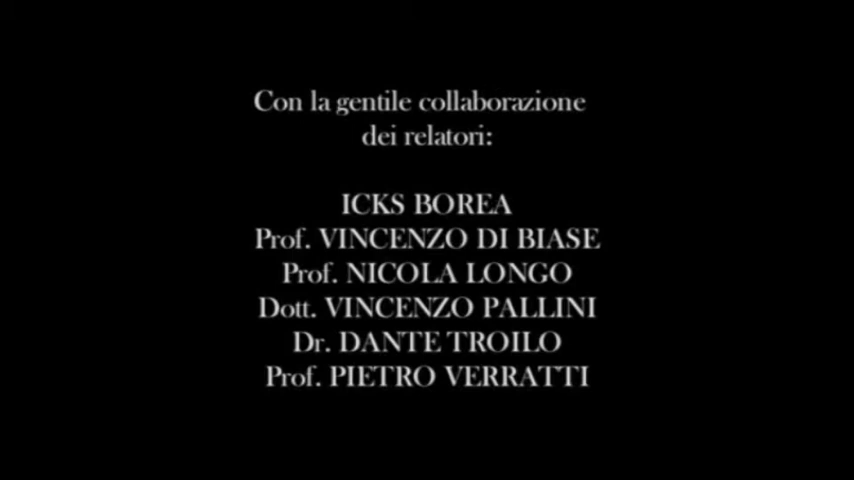 Con la gentile collaborazione
dei relatori:
ICKS BOREA
Prof. VINCENZO DI BIASE
Prof. NICOLA LONGO
Dott. VINCENZO PALLINI
Dr. DANTE TROILO
Prof. PIETRO VERRATTI